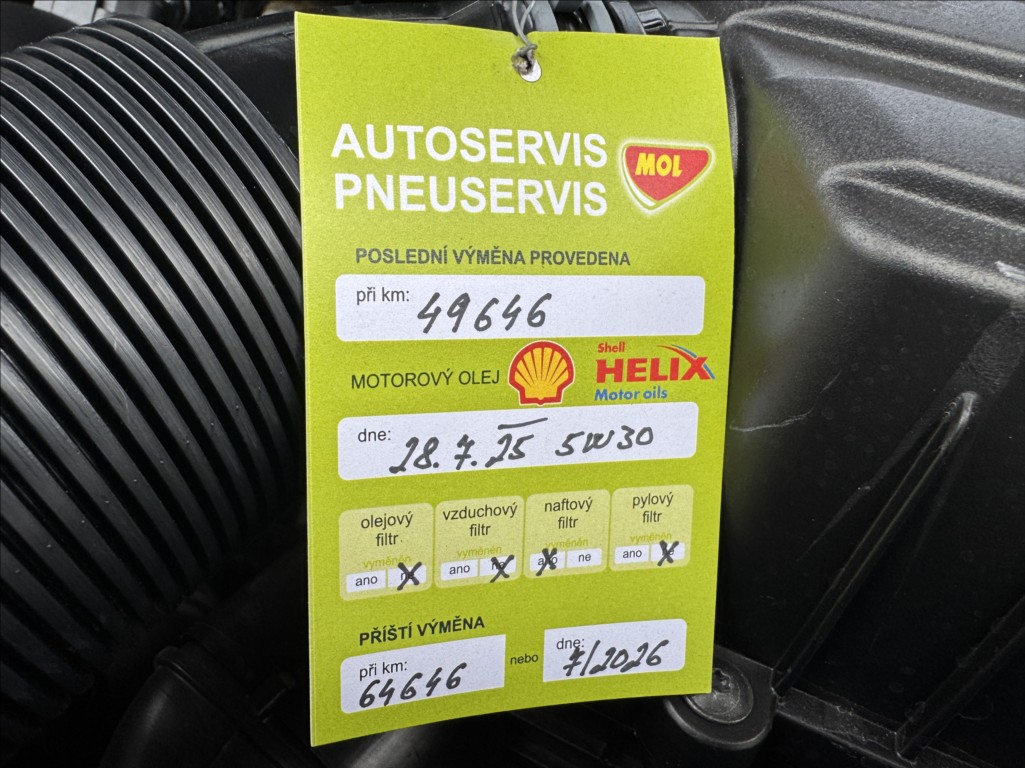 AUTOSERVIS
PNEUSERVIS
MOL
POSLEDNÍ VÝMĚNA PROVEDENA
při km: 49646
MOTOROVÝ OLEJ
Shell
HELIX
Motor oils
dne: 28. 7. 25 5W30
olejový filtr
vyměněn
ano
vzduchový filtr
vyměněn
ano ne
naftový filtr
vyměněn
ano ne
pylový filtr
vyměněn
ano ne
PŘÍŠTÍ VÝMĚNA
při km: 64646
nebo
dne: 7/2026